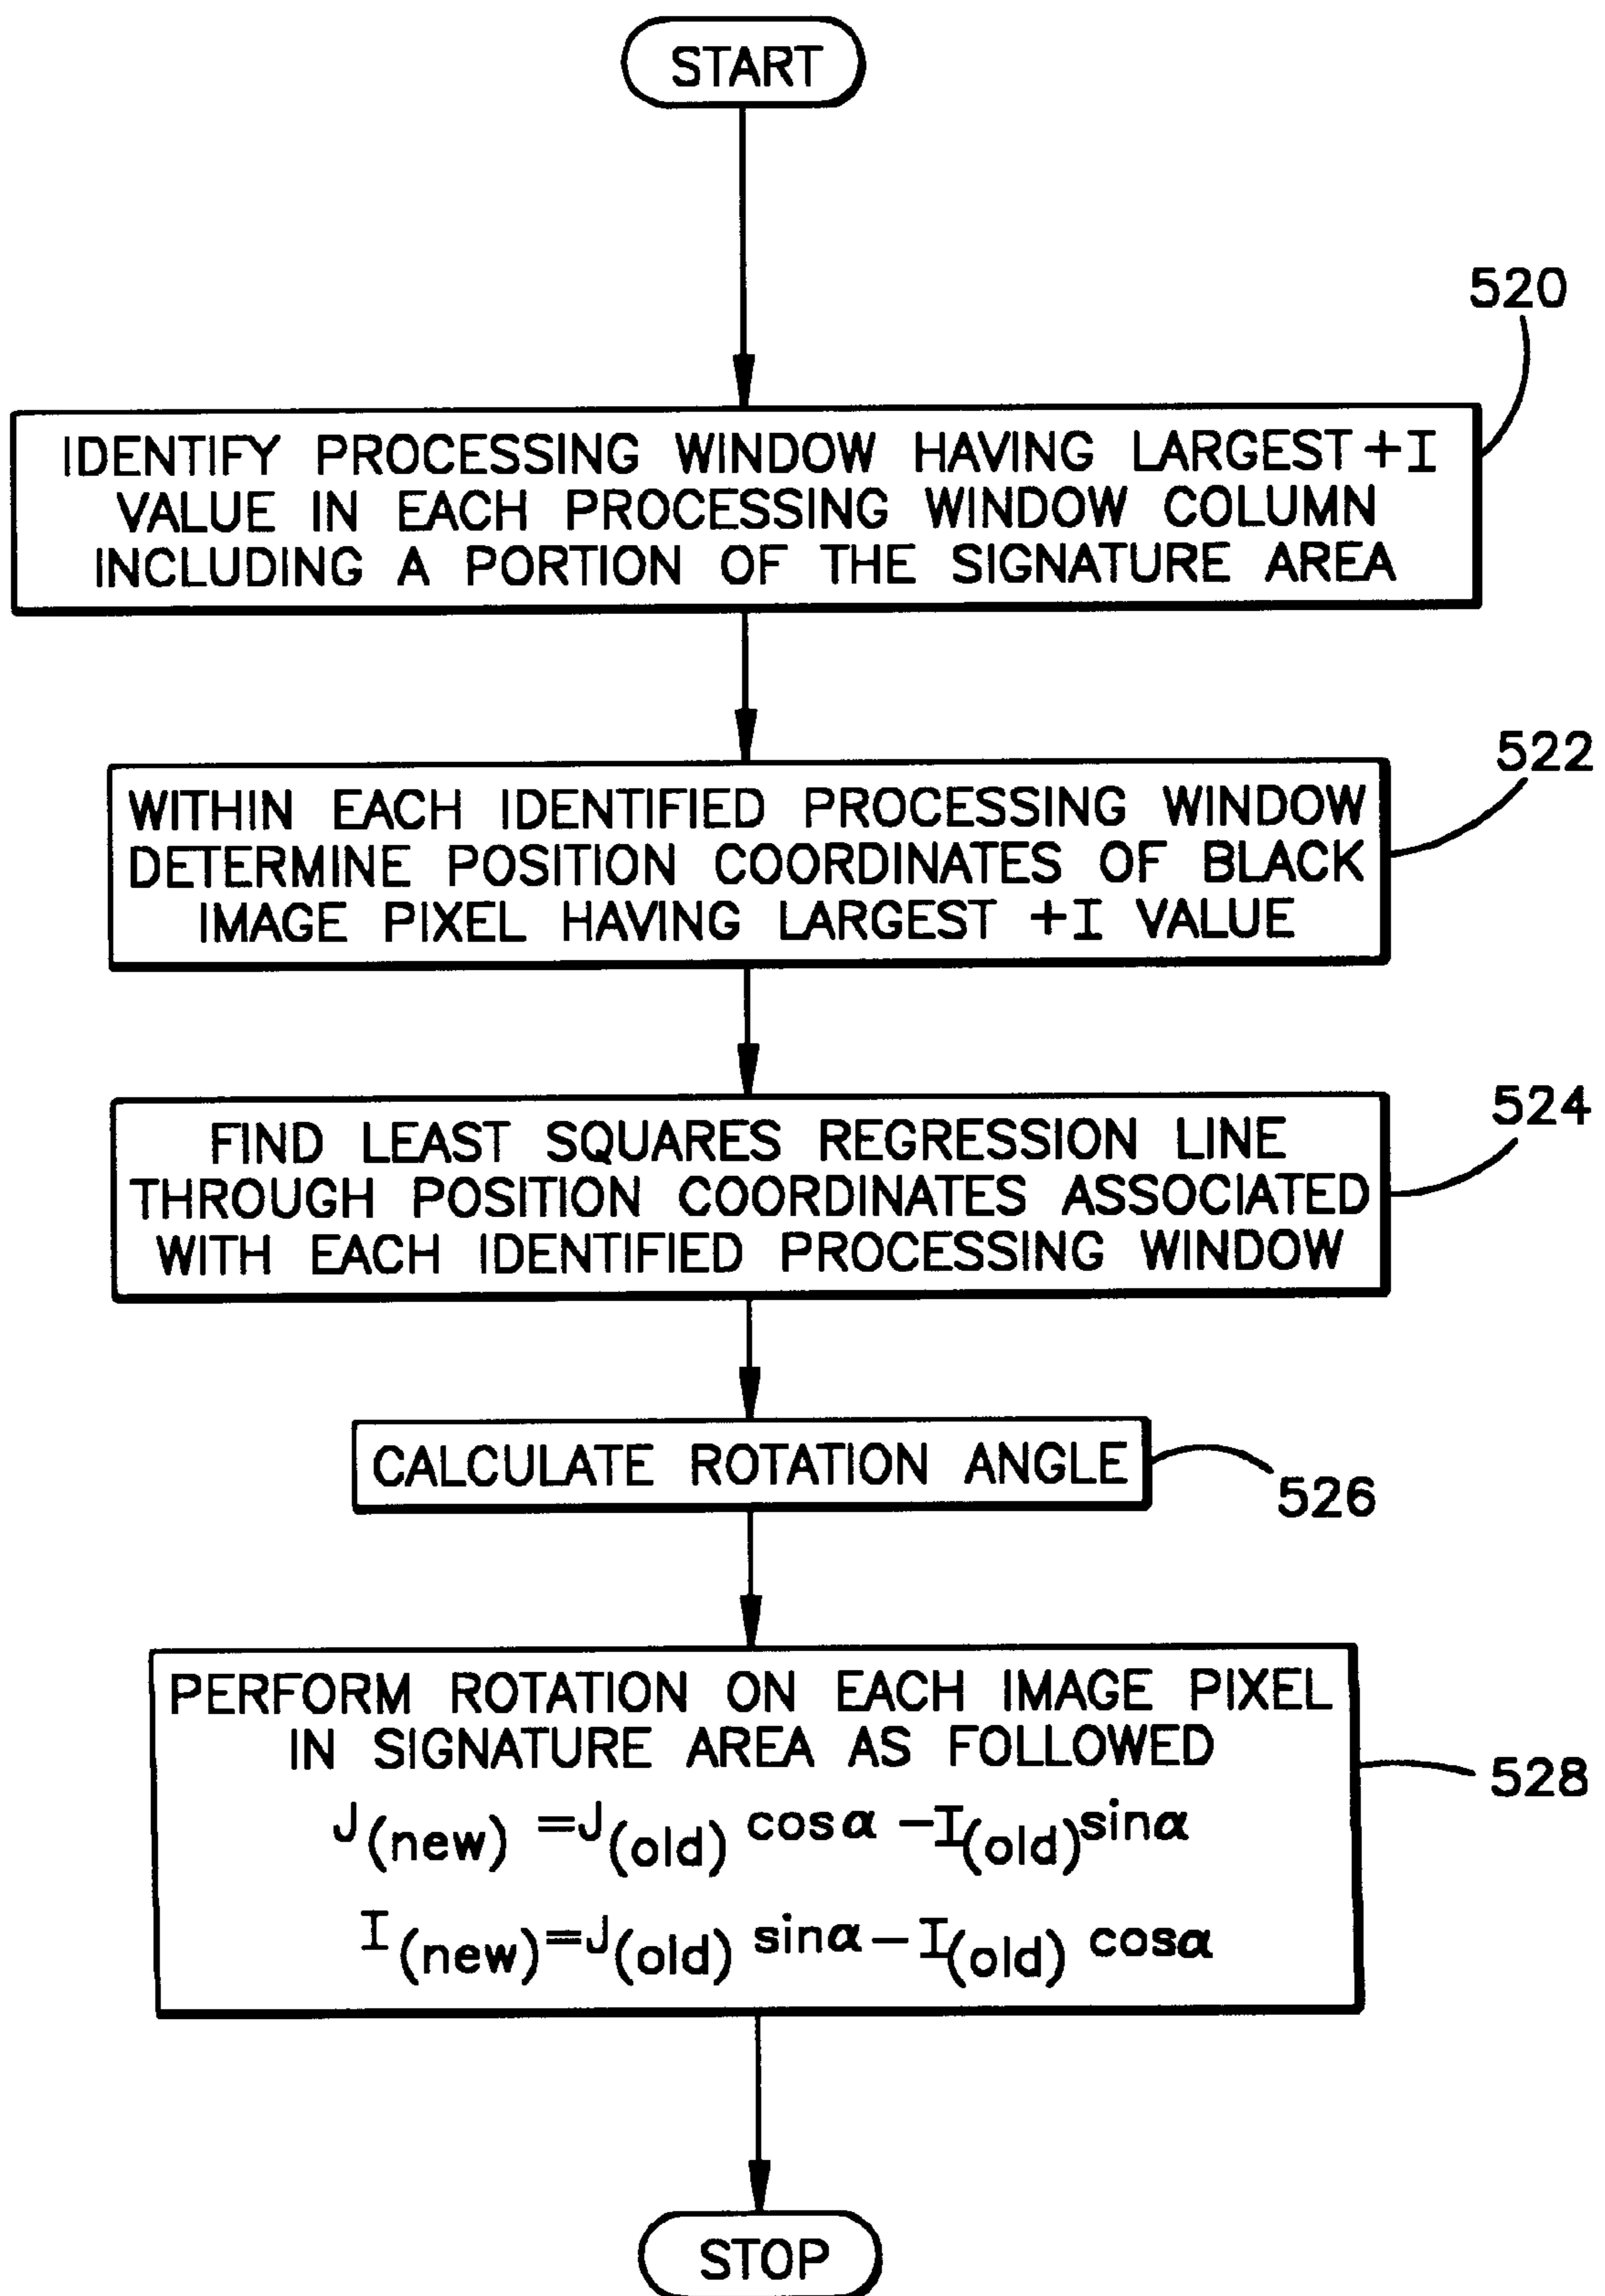 START
520
IDENTIFY PROCESSING WINDOW HAVING LARGEST +I
VALUE IN EACH PROCESSING WINDOW COLUMN
INCLUDING A PORTION OF THE SIGNATURE AREA
522
WITHIN EACH IDENTIFIED PROCESSING WINDOW
DETERMINE POSITION COORDINATES OF BLACK
IMAGE PIXEL HAVING LARGEST +I VALUE
524
FIND LEAST SQUARES REGRESSION LINE
THROUGH POSITION COORDINATES ASSOCIATED
WITH EACH IDENTIFIED PROCESSING WINDOW
CALCULATE ROTATION ANGLE
526
PERFORM ROTATION ON EACH IMAGE PIXEL
IN SIGNATURE AREA AS FOLLOWED
528
J(new) =J(old) cosα -I(old)sinα
I(new)=J(old) sinα-I(old) cosα
STOP